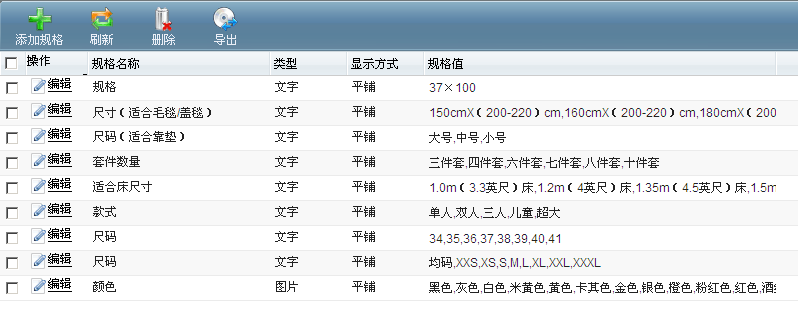 添加规格 刷新 删除 导出
操作 规格名称 类型 显示方式 规格值
编辑 规格 文字 平铺 37×100
编辑 尺寸（适合毛毯/盖毯） 文字 平铺 150cmX（200-220）cm,160cmX（200-220）cm,180cmX（200
编辑 尺码（适合靠垫） 文字 平铺 大号,中号,小号
编辑 套件数量 文字 平铺 三件套,四件套,六件套,七件套,八件套,十件套
编辑 适合床尺寸 文字 平铺 1.0m（3.3英尺）床,1.2m（4英尺）床,1.35m（4.5英尺）床,1.5m
编辑 款式 文字 平铺 单人,双人,三人,儿童,超大
编辑 尺码 文字 平铺 34,35,36,37,38,39,40,41
编辑 尺码 文字 平铺 均码,XXS,XS,S,M,L,XL,XXL,XXXL
编辑 颜色 图片 平铺 黑色,灰色,白色,米黄色,黄色,卡其色,金色,银色,橙色,粉红色,红色,酒